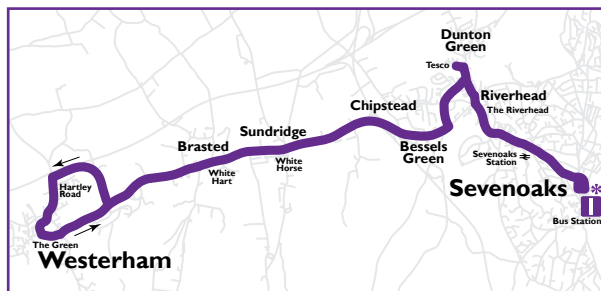 Dunton
Green
Tesco
Riverhead
The Riverhead
Chipstead
Sundridge
Brasted
Bessels
Green
White
Horse
White
Hart
Sevenoaks
Station
Sevenoaks
*
Bus Station
Hartley
Road
The Green
Westerham